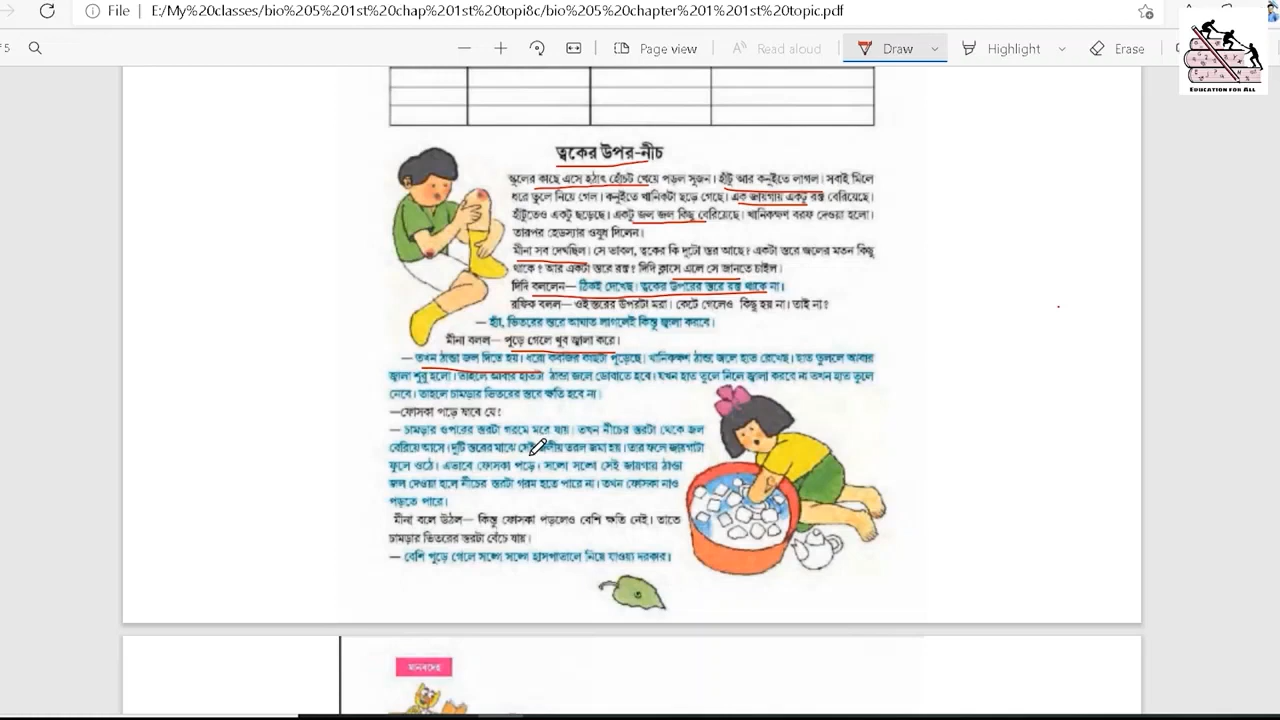 File | E:/My%20classes/bio%205%201st%20chap%201st%20topi8c/bio%205%20chapter%201%201st%20topic.pdf
f 5 Page view Read aloud Draw Highlight Erase
EDUCATION FOR ALL
ত্বকের উপর-নীচ
স্কুলের কাছে এসে হঠাৎ হোঁচট খেয়ে পড়ল সুজন। হাঁটু আর কনুইতে লাগল। সবাই মিলে
ধরে তুলে নিয়ে গেল। কনুইতে খানিকটা ছড়ে গেছে। এক জায়গায় একটু রক্ত বেরিয়েছে।
হাঁটুতেও একটু ছড়েছে। একটু জল জল কিছু বেরিয়েছে। খানিকক্ষণ বরফ দেওয়া হলো।
তারপর হেডস্যার ওষুধ দিলেন।
মীনা সব দেখছিল। সে ভাবল, ত্বকের কি দুটো স্তর আছে? একটা স্তরে জলের মতন কিছু
থাকে? আর একটা স্তরে রক্ত? দিদি ক্লাসে এলে সে জানতে চাইল।
দিদি বললেন— ঠিকই দেখেছ। ত্বকের উপরের স্তরে রক্ত থাকে না।
রফিক বলল— ওই স্তরের উপরটা মরা। কেটে গেলেও কিছু হয় না। তাই না?
— হ্যাঁ, ভিতরের স্তরে আঘাত লাগলেই কিন্তু জ্বালা করবে।
মীনা বলল— পুড়ে গেলে খুব জ্বালা করে।
— তখন ঠান্ডা জল দিতে হয়। ধরো কবজির কাছটা পুড়েছে। খানিকক্ষণ ঠান্ডা জলে হাত রেখেছ। হাত তুললে আবার
জ্বালা শুরু হলো। তাহলে আবার হাতটা ঠান্ডা জলে ডোবাতে হবে। যখন হাত তুলে নিলে জ্বালা করবে না তখন হাত তুলে
নেবে। তাহলে চামড়ার ভিতরের স্তরে ক্ষতি হবে না।
—ফোসকা পড়ে যাবে যে!
— চামড়ার ওপরের স্তরটা গরমে মরে যায়। তখন নীচের স্তরটা থেকে জল
বেরিয়ে আসে। দুটি স্তরের মাঝে সেই জলীয় তরল জমা হয়। তার ফলে জায়গাটা
ফুলে ওঠে। এভাবে ফোসকা পড়ে। সঙ্গে সঙ্গে সেই জায়গায় ঠান্ডা
জল দেওয়া হলে নীচের স্তরটা গরম হতে পারে না। তখন ফোসকা নাও
পড়তে পারে।
মীনা বলে উঠল— কিন্তু ফোসকা পড়লেও বেশি ক্ষতি নেই। তাতে
চামড়ার ভিতরের স্তরটা বেঁচে যায়।
— বেশি পুড়ে গেলে সঙ্গে সঙ্গে হাসপাতালে নিয়ে যাওয়া দরকার।
৩
মানবদেহ